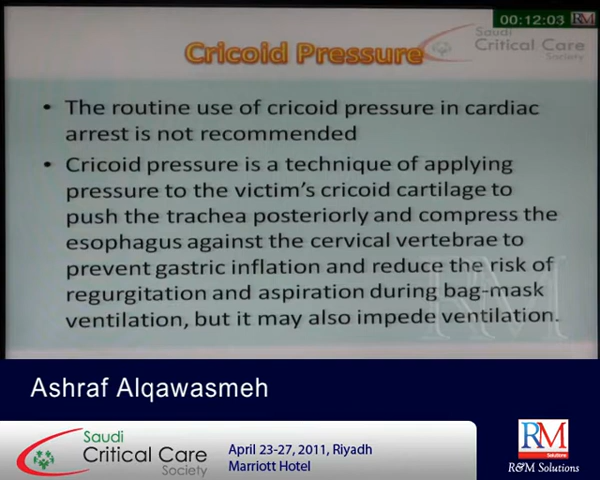 00:12:03 RM
Saudi
Critical Care
Society
Cricoid Pressure
• The routine use of cricoid pressure in cardiac
arrest is not recommended
• Cricoid pressure is a technique of applying
pressure to the victim's cricoid cartilage to
push the trachea posteriorly and compress the
esophagus against the cervical vertebrae to
prevent gastric inflation and reduce the risk of
regurgitation and aspiration during bag-mask
ventilation, but it may also impede ventilation.
RM
Ashraf Alqawasmeh
Saudi
Critical Care
Society
April 23-27, 2011, Riyadh
Marriott Hotel
RM
Solutions
R&M Solutions